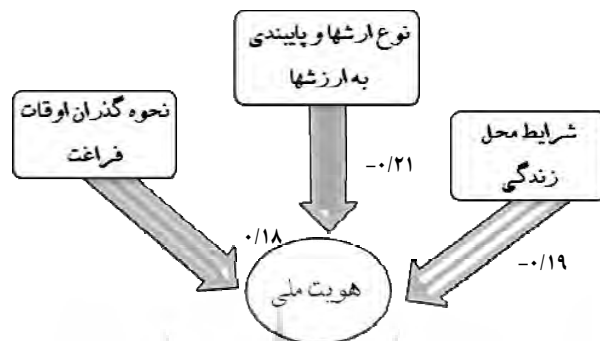 نوع ارشها و پایبندی
به ارزشها
نحوه گذران اوقات
فراغت
شرایط محل
زندگی
-۰/۲۱
۰/۱۸
-۰/۱۹
هویت ملی